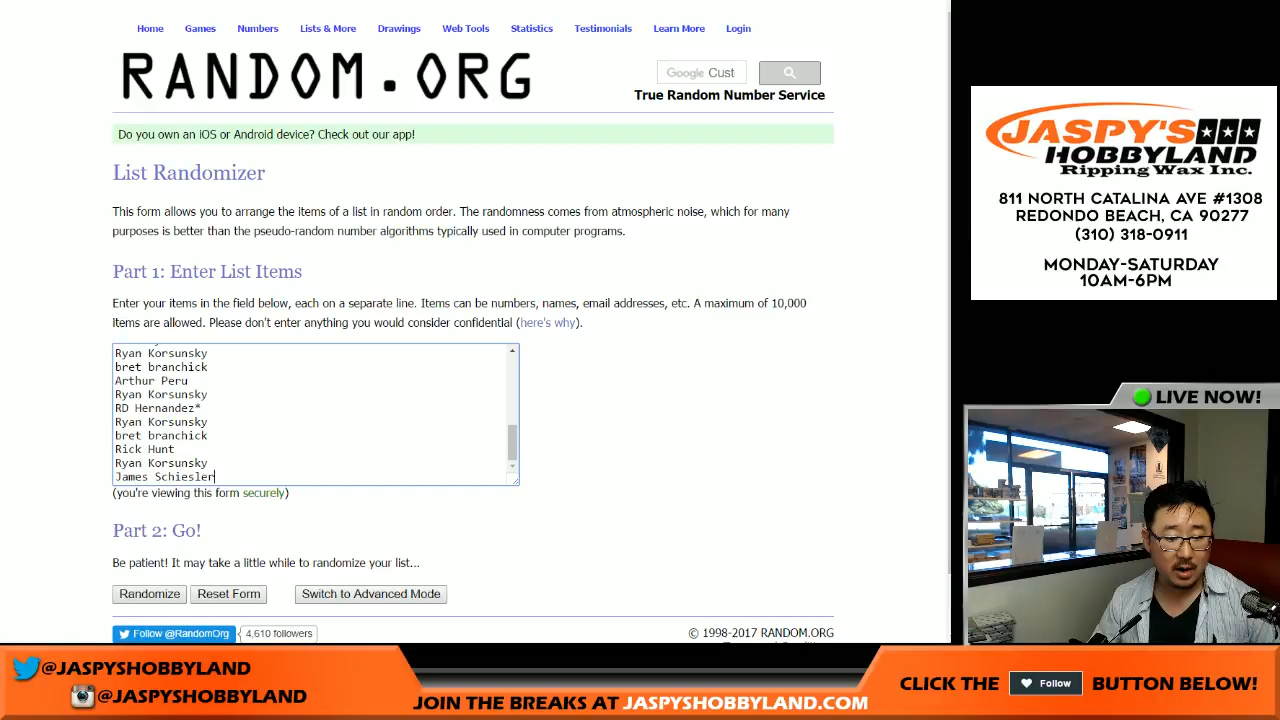 Home Games Numbers Lists & More Drawings Web Tools Statistics Testimonials Learn More Login
RANDOM.ORG
Google Cust
True Random Number Service
Do you own an iOS or Android device? Check out our app!
List Randomizer
This form allows you to arrange the items of a list in random order. The randomness comes from atmospheric noise, which for many
purposes is better than the pseudo-random number algorithms typically used in computer programs.
Part 1: Enter List Items
Enter your items in the field below, each on a separate line. Items can be numbers, names, email addresses, etc. A maximum of 10,000
items are allowed. Please don't enter anything you would consider confidential (here's why).
Ryan Korsunsky
bret branchick
Arthur Peru
Ryan Korsunsky
RD Hernandez*
Ryan Korsunsky
bret branchick
Rick Hunt
Ryan Korsunsky
James Schiesler
(you're viewing this form securely)
Part 2: Go!
Be patient! It may take a little while to randomize your list...
Randomize Reset Form Switch to Advanced Mode
Follow @RandomOrg 4,610 followers
© 1998-2017 RANDOM.ORG
JASPY'S
HOBBYLAND
Ripping Wax Inc.
811 NORTH CATALINA AVE #1308
REDONDO BEACH, CA 90277
(310) 318-0911
MONDAY-SATURDAY
10AM-6PM
LIVE NOW!
@JASPYSHOBBYLAND
@JASPYSHOBBYLAND
JOIN THE BREAKS AT JASPYSHOBBYLAND.COM
CLICK THE Follow BUTTON BELOW!